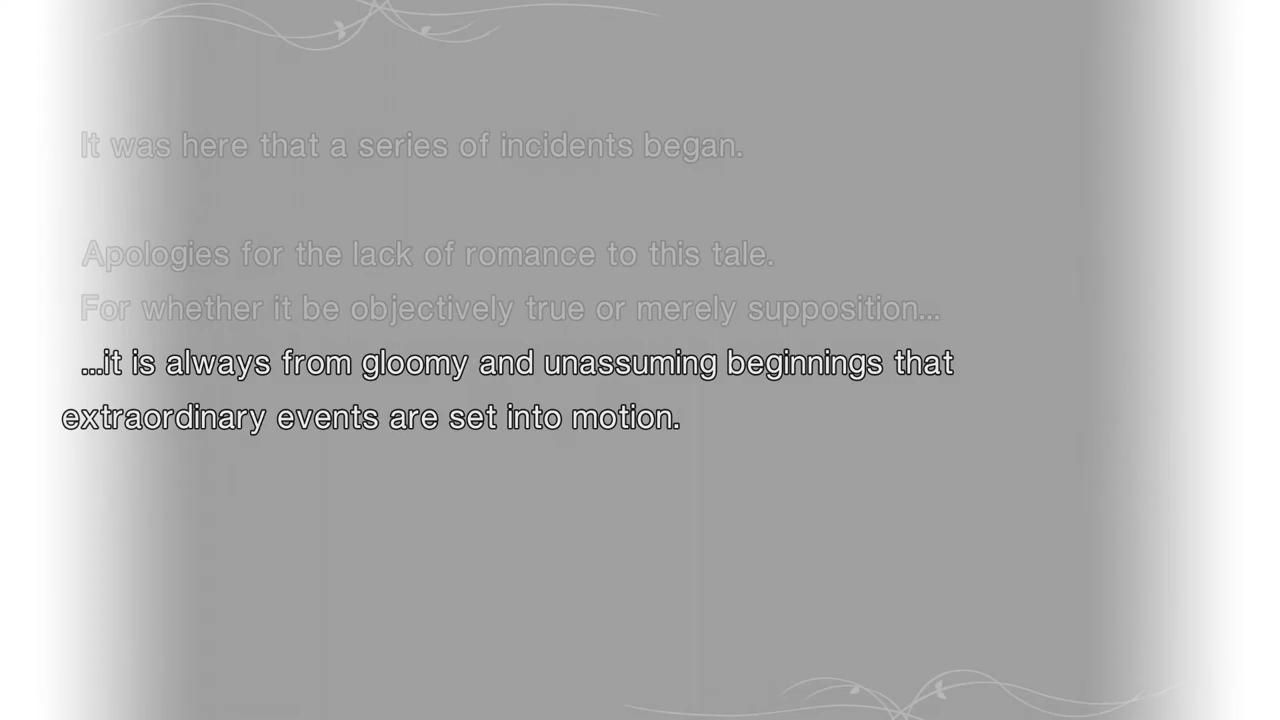 It was here that a series of incidents began.
Apologies for the lack of romance to this tale.
For whether it be objectively true or merely supposition...
...it is always from gloomy and unassuming beginnings that
extraordinary events are set into motion.